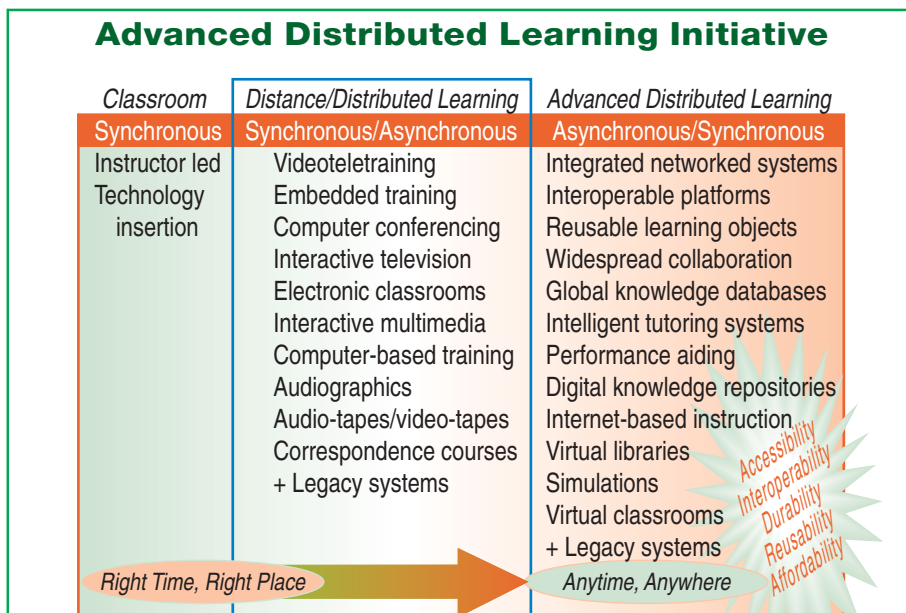 Advanced Distributed Learning Initiative
Classroom
Synchronous
Instructor led
Technology
insertion
Distance/Distributed Learning
Synchronous/Asynchronous
Videoteletraining
Embedded training
Computer conferencing
Interactive television
Electronic classrooms
Interactive multimedia
Computer-based training
Audiographics
Audio-tapes/video-tapes
Correspondence courses
+ Legacy systems
Advanced Distributed Learning
Asynchronous/Synchronous
Integrated networked systems
Interoperable platforms
Reusable learning objects
Widespread collaboration
Global knowledge databases
Intelligent tutoring systems
Performance aiding
Digital knowledge repositories
Internet-based instruction
Virtual libraries
Simulations
Virtual classrooms
+ Legacy systems
Accessibility
Interoperability
Durability
Reusability
Affordability
Right Time, Right Place
Anytime, Anywhere